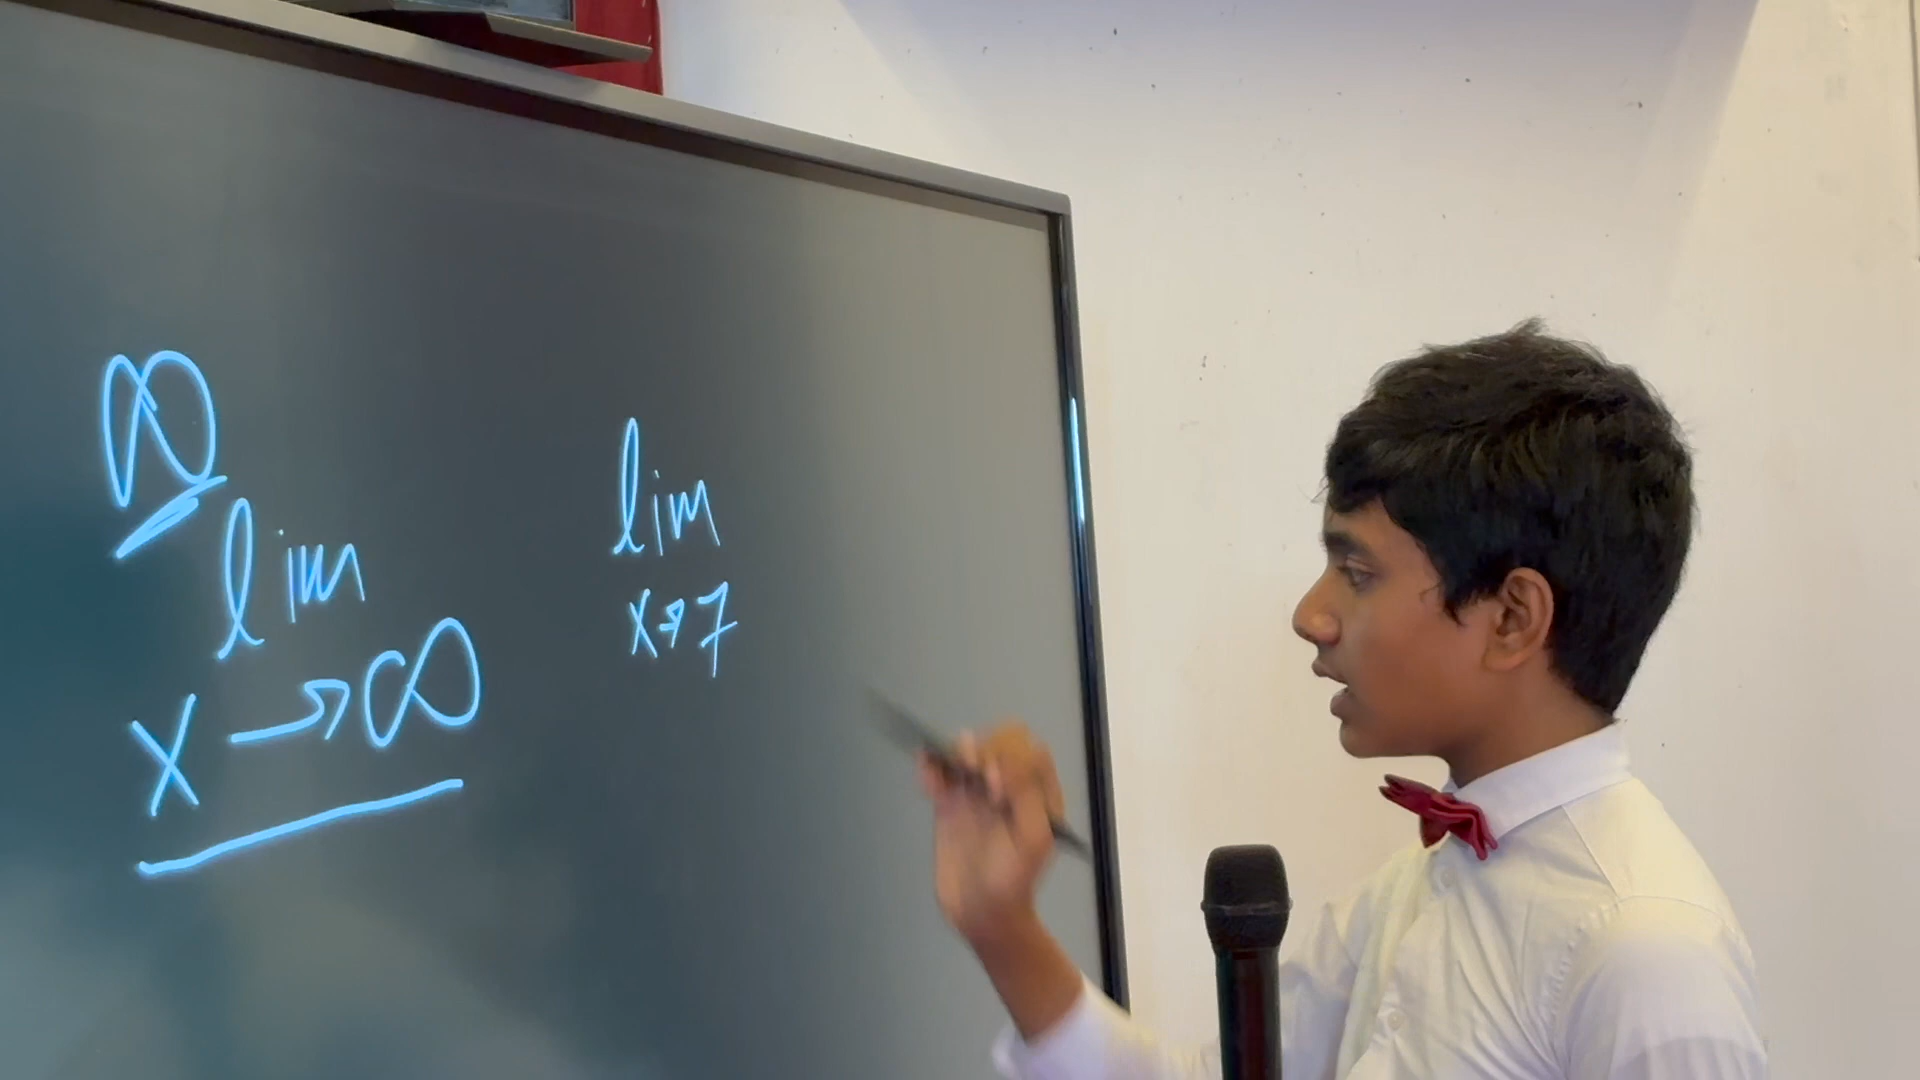 ∞
lim
x → ∞
lim
x → 7